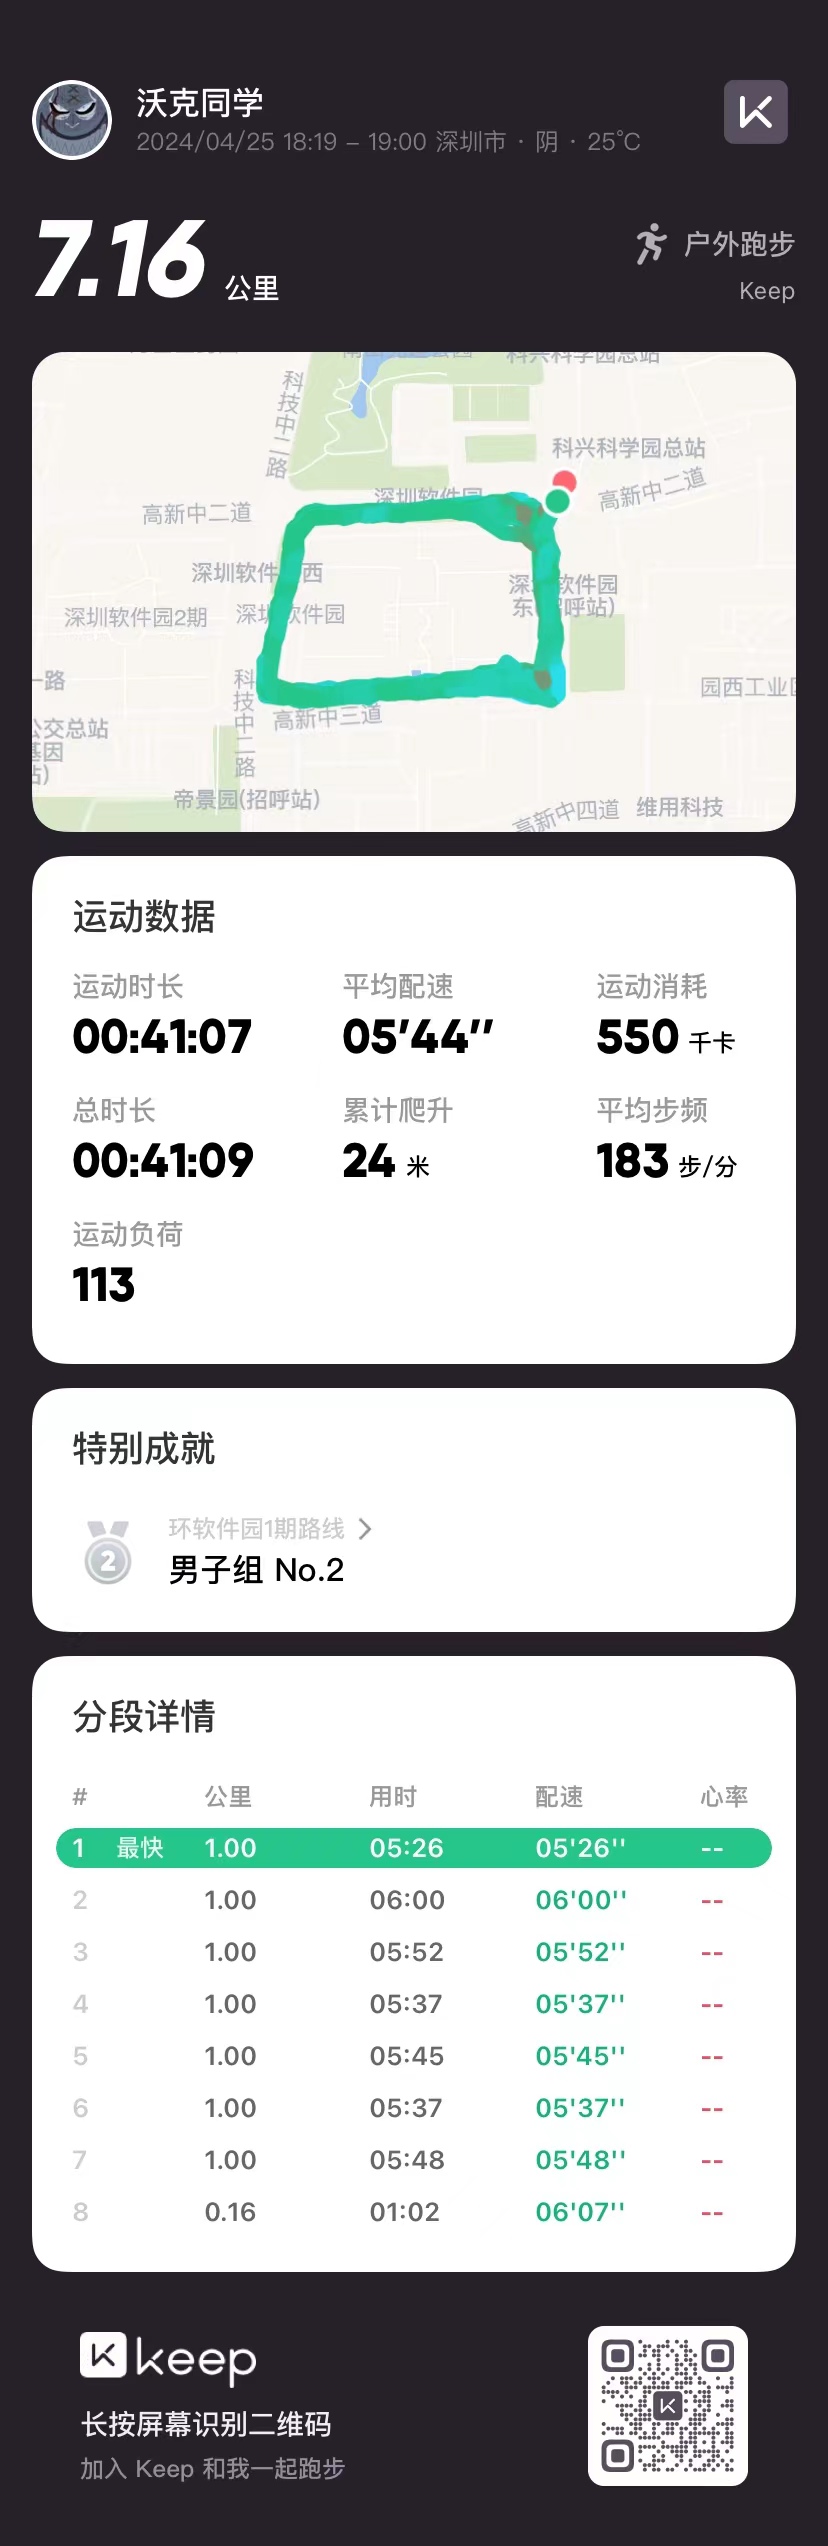 沃克同学
2024/04/25 18:19 – 19:00 深圳市 · 阴 · 25°C
7.16 公里
户外跑步
Keep
科兴科学园总站
科技中二路
科兴科学园总站
高新中二道
高新中二道
深圳软件园
深圳软件 西
深圳软件园
东(招呼站)
深圳软件园2期
深圳软件园
一路
科技中二路
园西工业区
高新中三道
公交总站
基因
站)
帝景园(招呼站)
高新中四道
维用科技
运动数据
运动时长 平均配速 运动消耗
00:41:07 05'44'' 550 千卡
总时长 累计爬升 平均步频
00:41:09 24 米 183 步/分
运动负荷
113
特别成就
2
环软件园1期路线 >
男子组 No.2
分段详情
# 公里 用时 配速 心率
1 最快 1.00 05:26 05'26'' --
2 1.00 06:00 06'00'' --
3 1.00 05:52 05'52'' --
4 1.00 05:37 05'37'' --
5 1.00 05:45 05'45'' --
6 1.00 05:37 05'37'' --
7 1.00 05:48 05'48'' --
8 0.16 01:02 06'07'' --
keep
长按屏幕识别二维码
加入 Keep 和我一起跑步